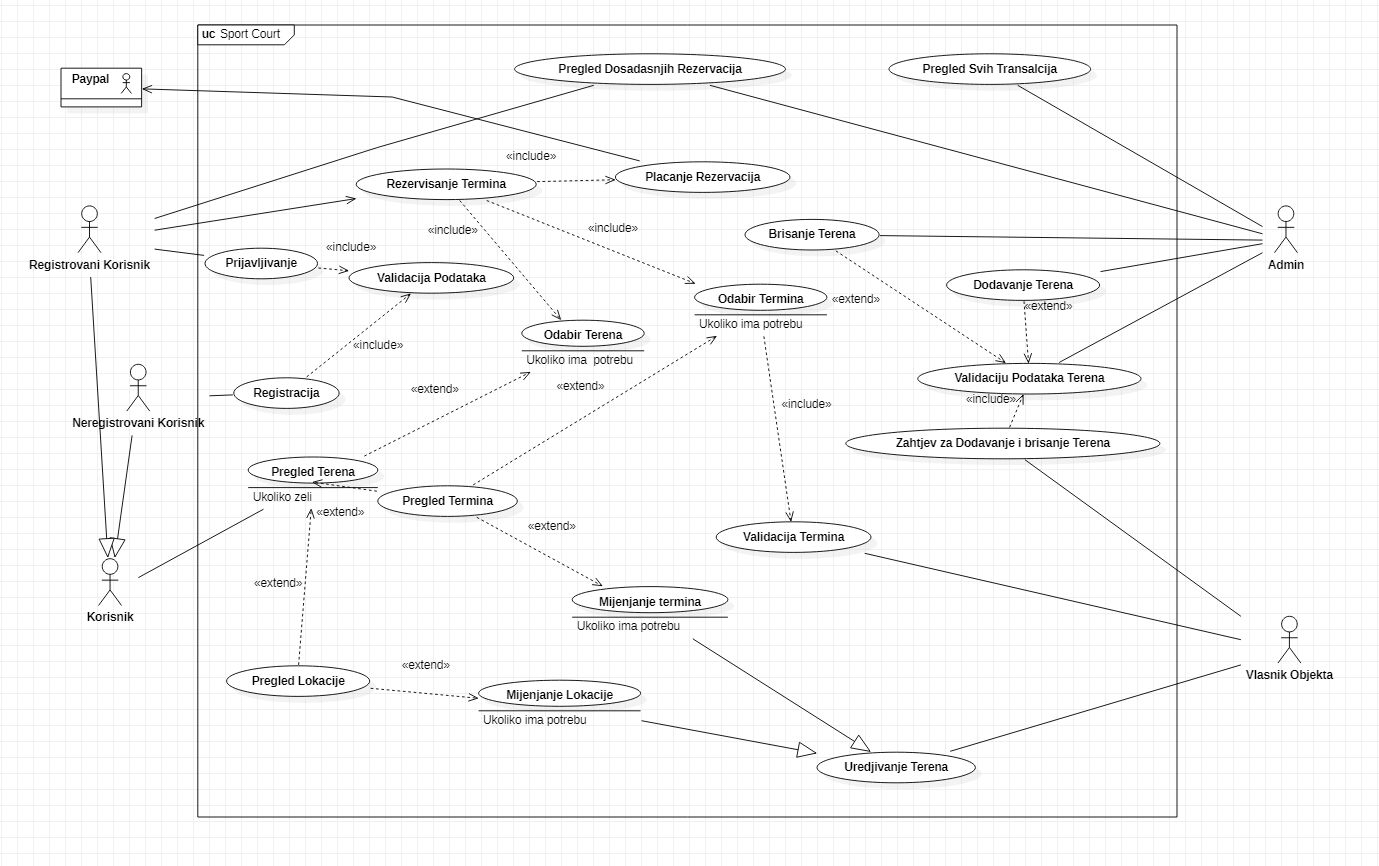 uc Sport Court
Paypal
Pregled Dosadasnjih Rezervacija
Pregled Svih Transalcija
«include»
Rezervisanje Termina
Placanje Rezervacija
«include»
«include»
Brisanje Terena
Registrovani Korisnik
Prijavljivanje
«include»
Validacija Podataka
Admin
Dodavanje Terena
Odabir Termina
«extend»
«extend»
Ukoliko ima potrebu
Odabir Terena
Ukoliko ima  potrebu
«include»
«extend»
«extend»
Validaciju Podataka Terena
Registracija
«include»
«include»
Neregistrovani Korisnik
Zahtjev za Dodavanje i brisanje Terena
Pregled Terena
Ukoliko zeli
Pregled Termina
«extend»
«extend»
Validacija Termina
«extend»
Korisnik
Mijenjanje termina
Ukoliko ima potrebu
«extend»
Pregled Lokacije
Mijenjanje Lokacije
Ukoliko ima potrebu
Vlasnik Objekta
Uredjivanje Terena